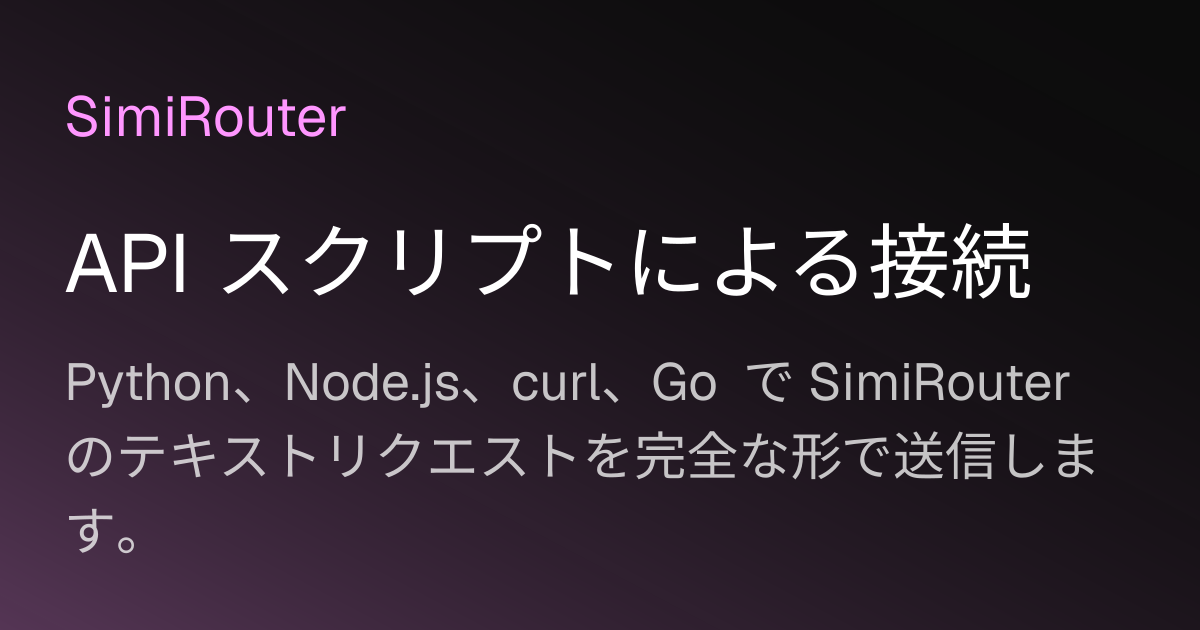 SimiRouter
API スクリプトによる接続
Python、Node.js、curl、Go で SimiRouter
のテキストリクエストを完全な形で送信しま
す。